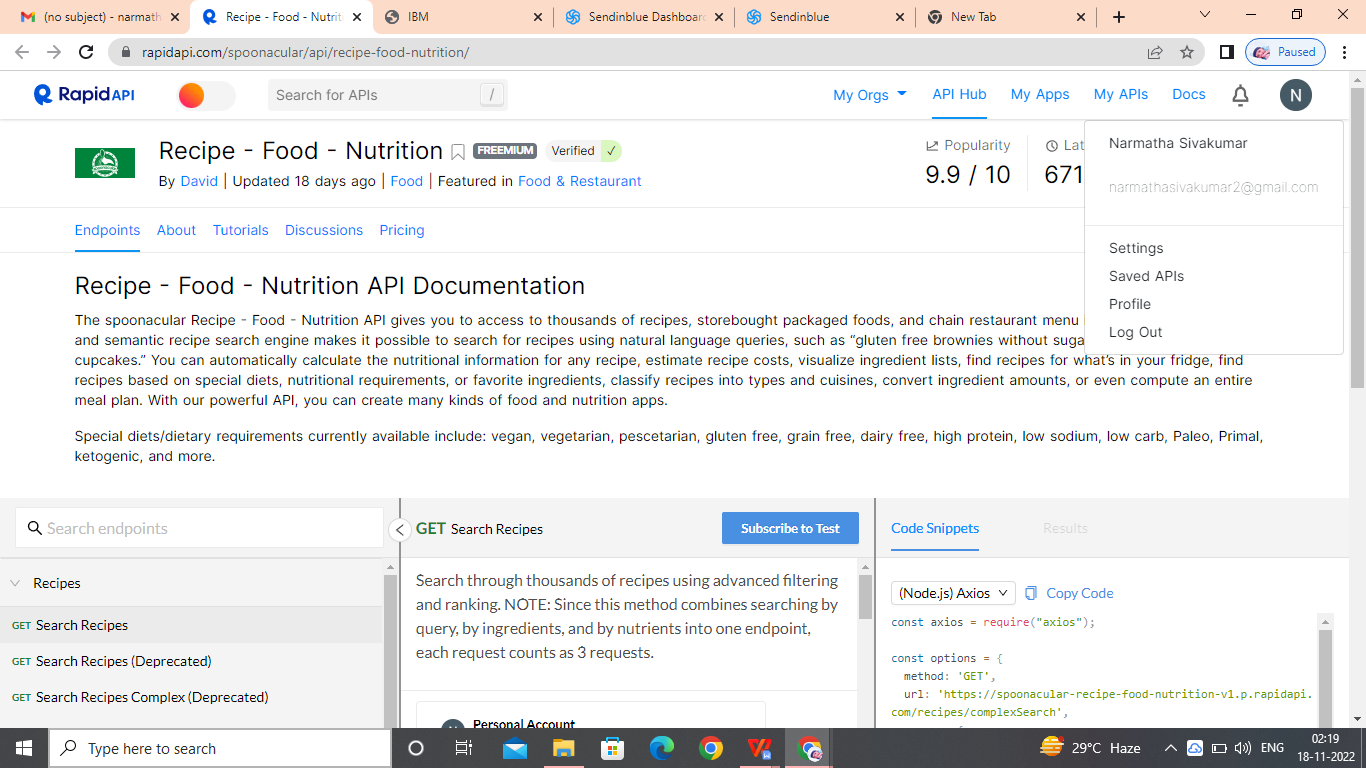 (no subject) - narmath
Recipe - Food - Nutriti
IBM
Sendinblue Dashboard
Sendinblue
New Tab
rapidapi.com/spoonacular/api/recipe-food-nutrition/
Paused
Rapid API
Search for APIs
/
My Orgs
API Hub
My Apps
My APIs
Docs
N
Recipe - Food - Nutrition
FREEMIUM
Verified ✓
By David | Updated 18 days ago | Food | Featured in Food & Restaurant
Popularity
9.9 / 10
Lat
671
Narmatha Sivakumar
narmathasivakumar2@gmail.com
Settings
Saved APIs
Profile
Log Out
Endpoints
About
Tutorials
Discussions
Pricing
Recipe - Food - Nutrition API Documentation
The spoonacular Recipe - Food - Nutrition API gives you to access to thousands of recipes, storebought packaged foods, and chain restaurant menu
and semantic recipe search engine makes it possible to search for recipes using natural language queries, such as “gluten free brownies without suga
cupcakes.” You can automatically calculate the nutritional information for any recipe, estimate recipe costs, visualize ingredient lists, find recipes for what’s in your fridge, find
recipes based on special diets, nutritional requirements, or favorite ingredients, classify recipes into types and cuisines, convert ingredient amounts, or even compute an entire
meal plan. With our powerful API, you can create many kinds of food and nutrition apps.
Special diets/dietary requirements currently available include: vegan, vegetarian, pescetarian, gluten free, grain free, dairy free, high protein, low sodium, low carb, Paleo, Primal,
ketogenic, and more.
Search endpoints
Recipes
GET Search Recipes
GET Search Recipes (Deprecated)
GET Search Recipes Complex (Deprecated)
GET Search Recipes
Subscribe to Test
Search through thousands of recipes using advanced filtering
and ranking. NOTE: Since this method combines searching by
query, by ingredients, and by nutrients into one endpoint,
each request counts as 3 requests.
Personal Account
Code Snippets
Results
(Node.js) Axios
Copy Code
const axios = require("axios");
const options = {
method: 'GET',
url: 'https://spoonacular-recipe-food-nutrition-v1.p.rapidapi.
com/recipes/complexSearch',
Type here to search
29°C Haze
ENG
02:19
18-11-2022